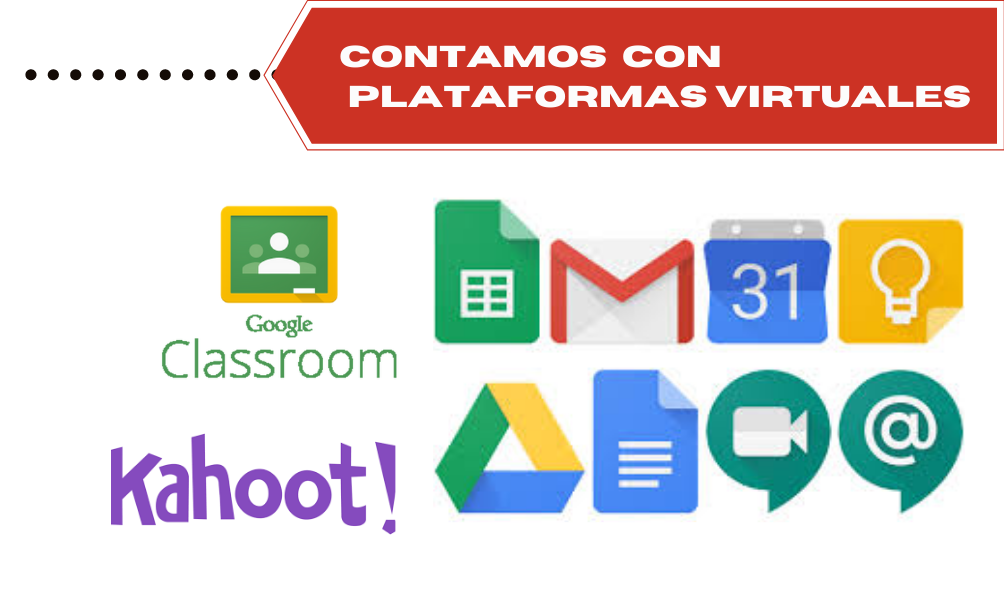 CONTAMOS CON
PLATAFORMAS VIRTUALES
Google
Classroom
31
@
Kahoot!